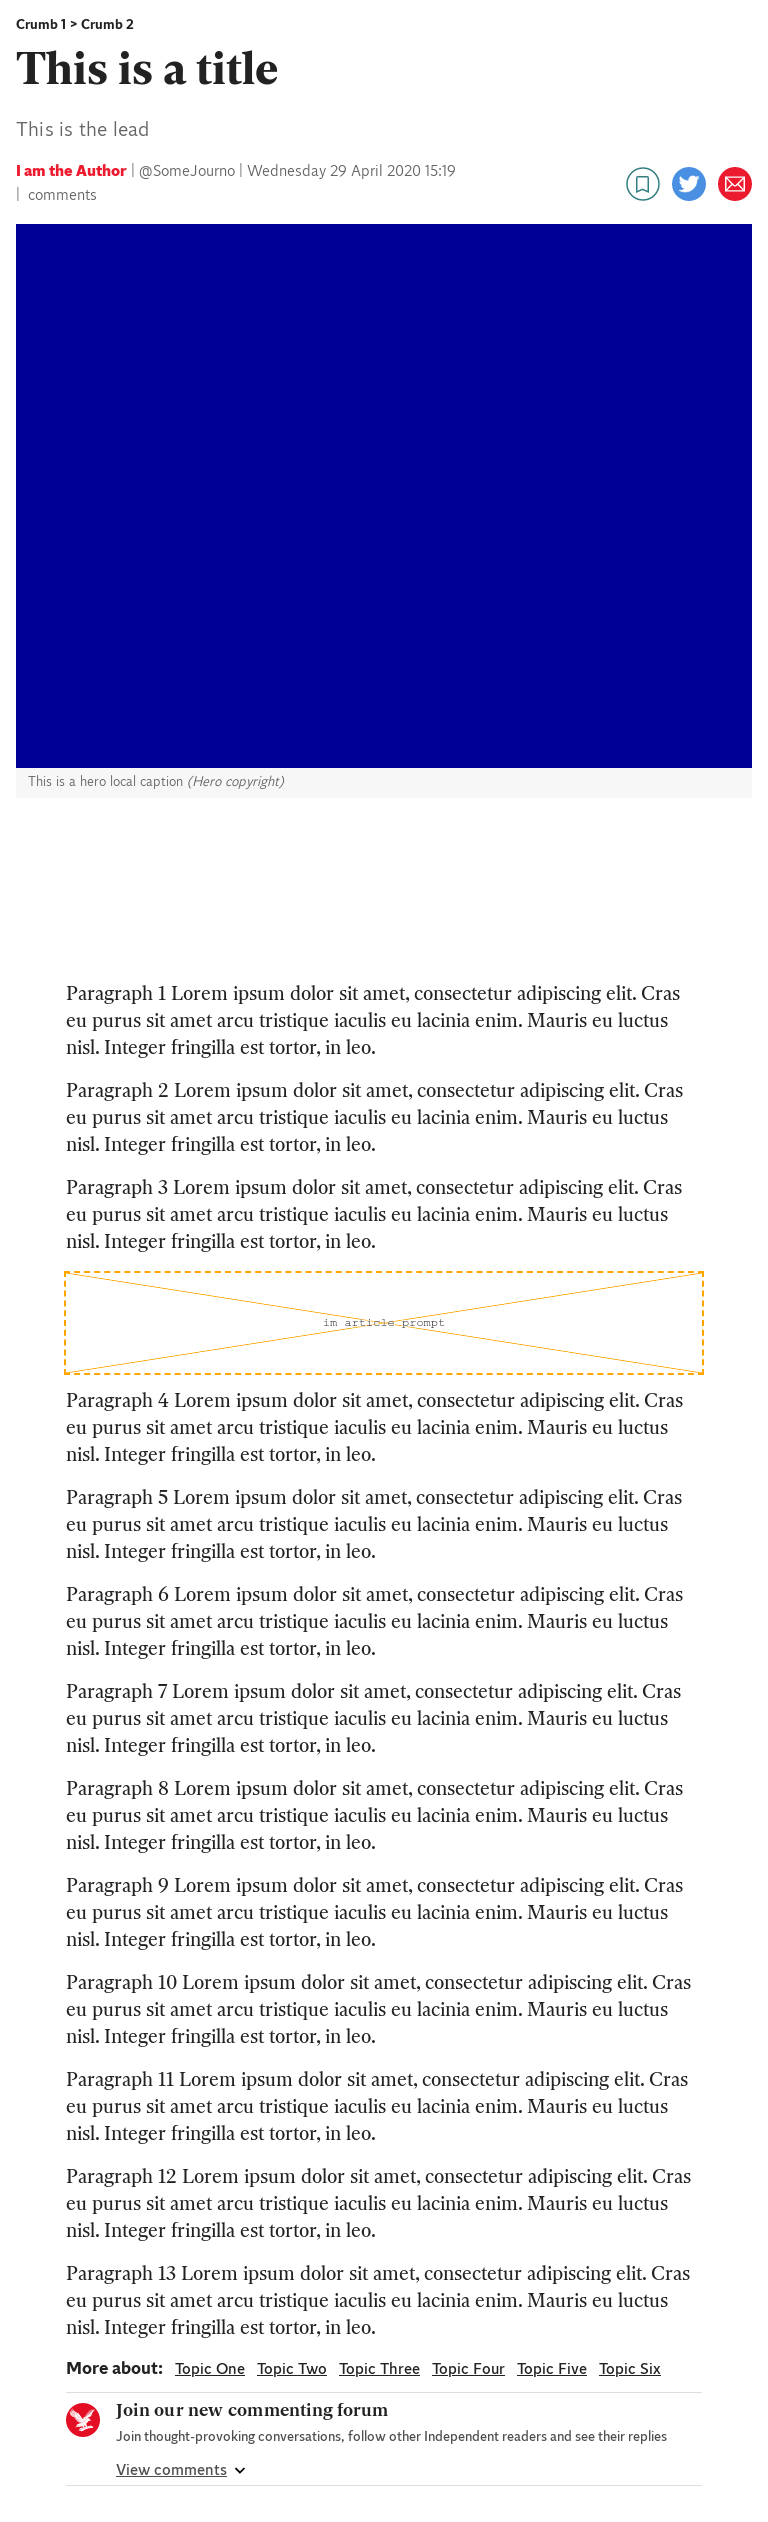 Crumb 1 > Crumb 2
This is a title
This is the lead
I am the Author | @SomeJourno | Wednesday 29 April 2020 15:19
| comments
This is a hero local caption (Hero copyright)
Paragraph 1 Lorem ipsum dolor sit amet, consectetur adipiscing elit. Cras
eu purus sit amet arcu tristique iaculis eu lacinia enim. Mauris eu luctus
nisl. Integer fringilla est tortor, in leo.
Paragraph 2 Lorem ipsum dolor sit amet, consectetur adipiscing elit. Cras
eu purus sit amet arcu tristique iaculis eu lacinia enim. Mauris eu luctus
nisl. Integer fringilla est tortor, in leo.
Paragraph 3 Lorem ipsum dolor sit amet, consectetur adipiscing elit. Cras
eu purus sit amet arcu tristique iaculis eu lacinia enim. Mauris eu luctus
nisl. Integer fringilla est tortor, in leo.
im article prompt
Paragraph 4 Lorem ipsum dolor sit amet, consectetur adipiscing elit. Cras
eu purus sit amet arcu tristique iaculis eu lacinia enim. Mauris eu luctus
nisl. Integer fringilla est tortor, in leo.
Paragraph 5 Lorem ipsum dolor sit amet, consectetur adipiscing elit. Cras
eu purus sit amet arcu tristique iaculis eu lacinia enim. Mauris eu luctus
nisl. Integer fringilla est tortor, in leo.
Paragraph 6 Lorem ipsum dolor sit amet, consectetur adipiscing elit. Cras
eu purus sit amet arcu tristique iaculis eu lacinia enim. Mauris eu luctus
nisl. Integer fringilla est tortor, in leo.
Paragraph 7 Lorem ipsum dolor sit amet, consectetur adipiscing elit. Cras
eu purus sit amet arcu tristique iaculis eu lacinia enim. Mauris eu luctus
nisl. Integer fringilla est tortor, in leo.
Paragraph 8 Lorem ipsum dolor sit amet, consectetur adipiscing elit. Cras
eu purus sit amet arcu tristique iaculis eu lacinia enim. Mauris eu luctus
nisl. Integer fringilla est tortor, in leo.
Paragraph 9 Lorem ipsum dolor sit amet, consectetur adipiscing elit. Cras
eu purus sit amet arcu tristique iaculis eu lacinia enim. Mauris eu luctus
nisl. Integer fringilla est tortor, in leo.
Paragraph 10 Lorem ipsum dolor sit amet, consectetur adipiscing elit. Cras
eu purus sit amet arcu tristique iaculis eu lacinia enim. Mauris eu luctus
nisl. Integer fringilla est tortor, in leo.
Paragraph 11 Lorem ipsum dolor sit amet, consectetur adipiscing elit. Cras
eu purus sit amet arcu tristique iaculis eu lacinia enim. Mauris eu luctus
nisl. Integer fringilla est tortor, in leo.
Paragraph 12 Lorem ipsum dolor sit amet, consectetur adipiscing elit. Cras
eu purus sit amet arcu tristique iaculis eu lacinia enim. Mauris eu luctus
nisl. Integer fringilla est tortor, in leo.
Paragraph 13 Lorem ipsum dolor sit amet, consectetur adipiscing elit. Cras
eu purus sit amet arcu tristique iaculis eu lacinia enim. Mauris eu luctus
nisl. Integer fringilla est tortor, in leo.
More about: Topic One Topic Two Topic Three Topic Four Topic Five Topic Six
Join our new commenting forum
Join thought-provoking conversations, follow other Independent readers and see their replies
View comments